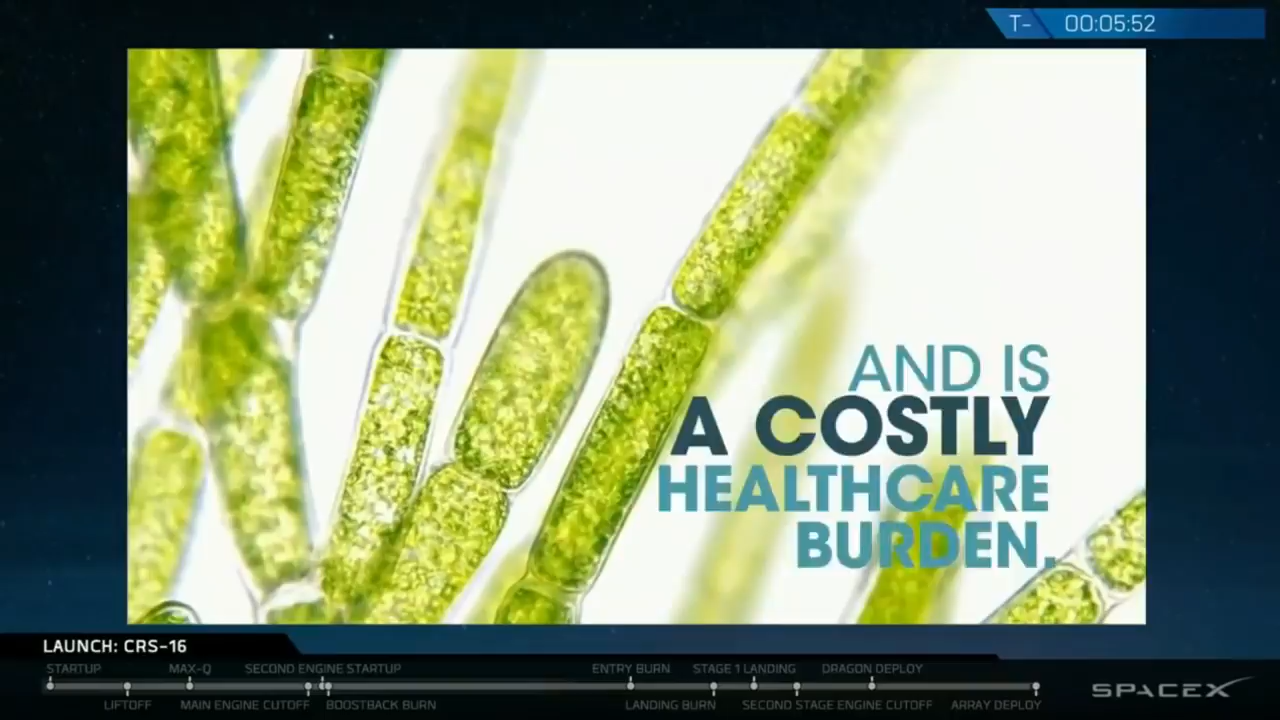 T- 00:05:52
AND IS
A COSTLY
HEALTHCARE
BURDEN.
LAUNCH: CRS-16
STARTUP MAX-Q SECOND ENGINE STARTUP ENTRY BURN STAGE 1 LANDING DRAGON DEPLOY
LIFTOFF MAIN ENGINE CUTOFF BOOSTBACK BURN LANDING BURN SECOND STAGE ENGINE CUTOFF ARRAY DEPLOY
SPACEX